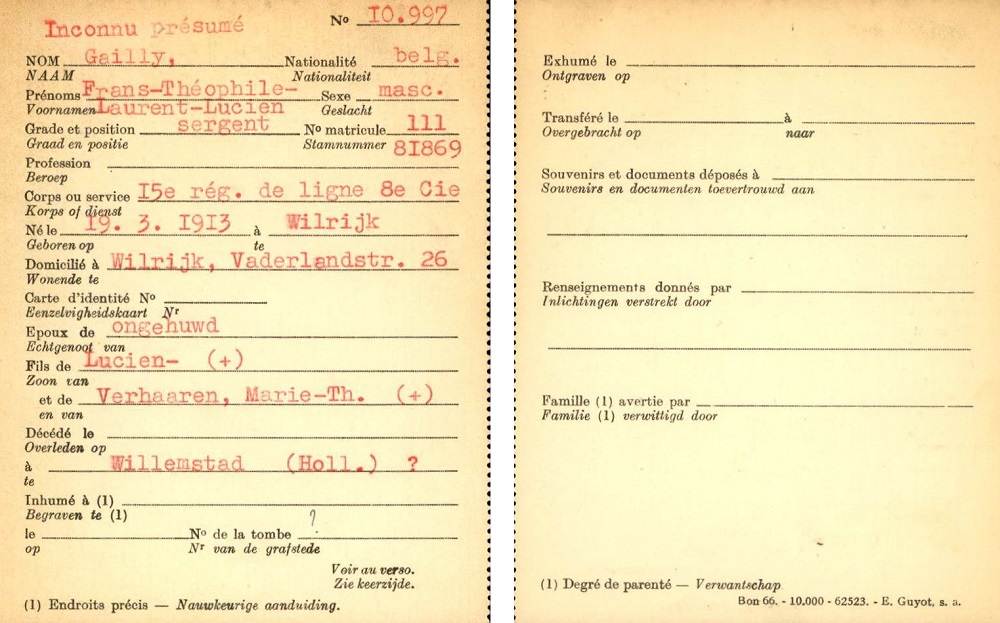 Inconnu présumé
No 10.997
NOM Gailly, Nationalité belg.
NAAM Nationaliteit
Prénoms Frans-Théophile- Sexe masc.
Voornamen Laurent-Lucien Geslacht
Grade et position sergent No matricule 111
Graad en positie Stamnummer 81869
Profession
Beroep
Corps ou service 15e rég. de ligne 8e Cie
Korps of dienst
Né le 19. 3. 1913 à Wilrijk
Geboren op te
Domicilié à Wilrijk, Vaderlandstr. 26
Wonende te
Carte d'identité No
Eenzelvigheidskaart Nr
Epoux de ongehuwd
Echtgenoot van
Fils de Lucien- (+)
Zoon van
et de Verhaaren, Marie-Th. (+)
en van
Décédé le
Overleden op
à Willemstad (Holl.) ?
te
Inhumé à (1)
Begraven te (1)
?
le No de la tombe
op Nr van de grafstede
Voir au verso.
Zie keerzijde.
(1) Endroits précis — Nauwkeurige aanduiding.
Exhumé le
Ontgraven op
Transféré le à
Overgebracht op naar
Souvenirs et documents déposés à
Souvenirs en documenten toevertrouwd aan
Renseignements donnés par
Inlichtingen verstrekt door
Famille (1) avertie par
Familie (1) verwittigd door
(1) Degré de parenté — Verwantschap
Bon 66. - 10.000 - 62523. - E. Guyot, s. a.